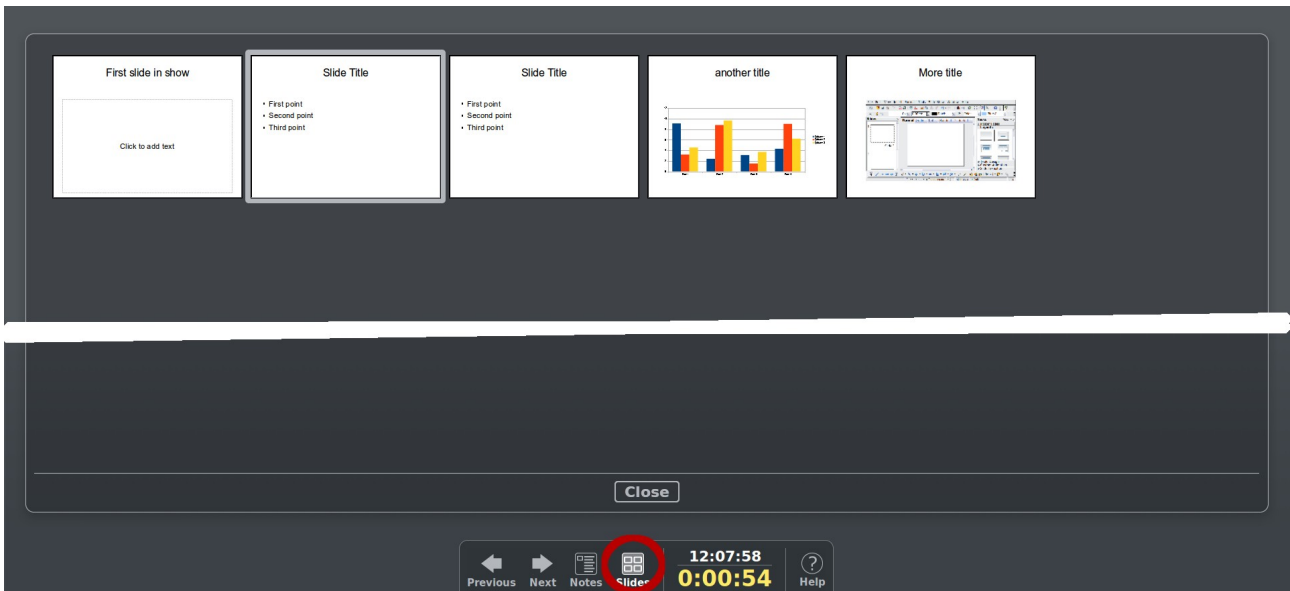 First slide in show
Click to add text
Slide Title
• First point
• Second point
• Third point
Slide Title
• First point
• Second point
• Third point
another title
More title
Close
Previous
Next
Notes
Slides
12:07:58
0:00:54
?
Help